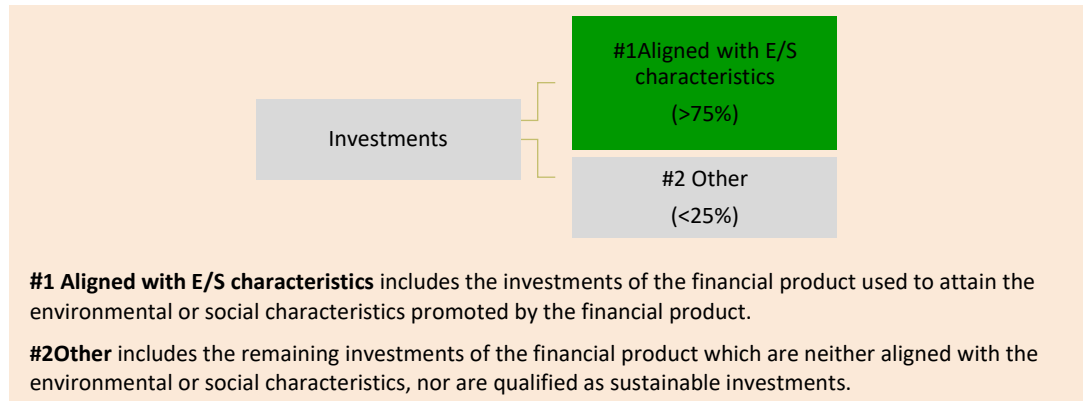 #1Aligned with E/S
characteristics
(>75%)
Investments
#2 Other
(<25%)
#1 Aligned with E/S characteristics includes the investments of the financial product used to attain the
environmental or social characteristics promoted by the financial product.
#2Other includes the remaining investments of the financial product which are neither aligned with the
environmental or social characteristics, nor are qualified as sustainable investments.